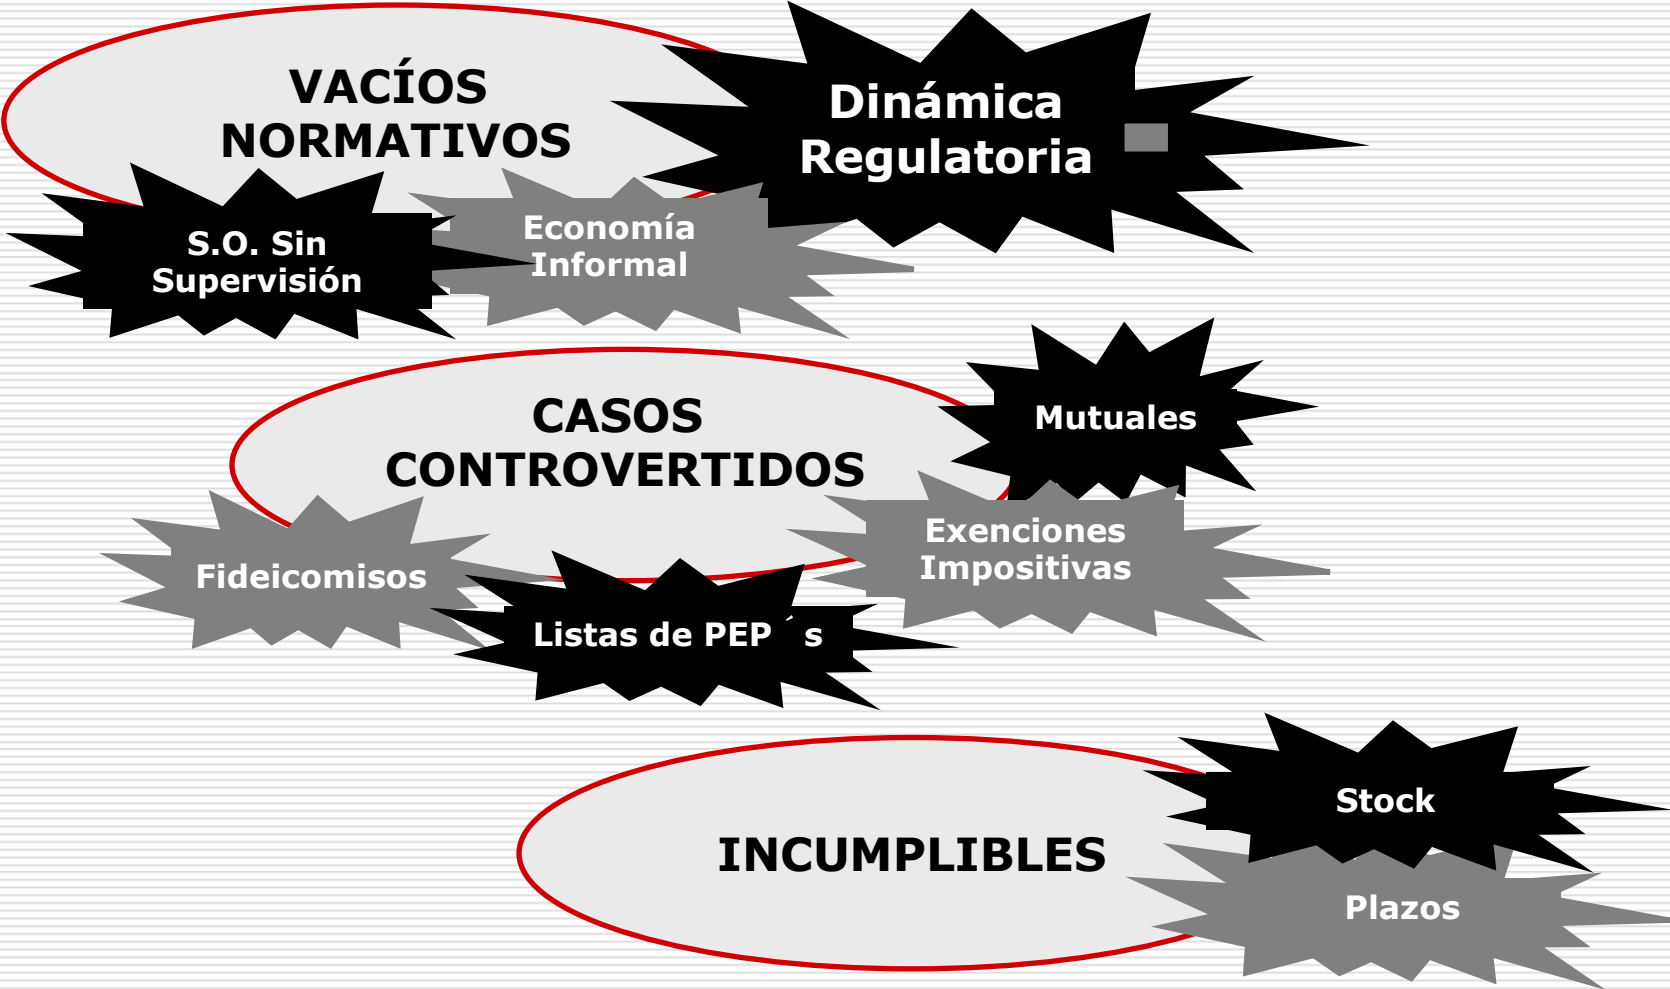 VACÍOS
NORMATIVOS
Dinámica
Regulatoria
S.O. Sin
Supervisión
Economía
Informal
CASOS
CONTROVERTIDOS
Mutuales
Exenciones
Impositivas
Fideicomisos
Listas de PEP´s
INCUMPLIBLES
Stock
Plazos